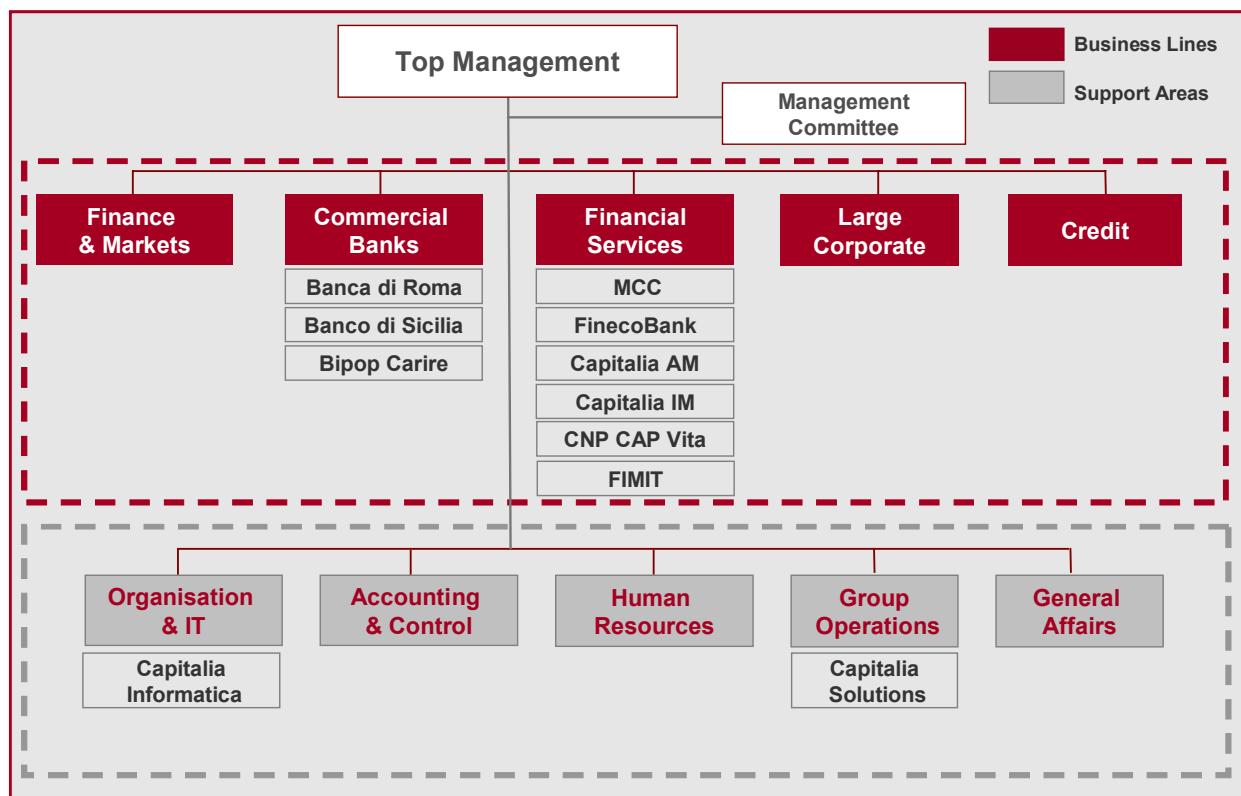 Top Management
Business Lines
Support Areas
Management
Committee
Finance
& Markets
Commercial
Banks
Financial
Services
Large
Corporate
Credit
Banca di Roma
Banco di Sicilia
Bipop Carire
MCC
FinecoBank
Capitalia AM
Capitalia IM
CNP CAP Vita
FIMIT
Organisation
& IT
Accounting
& Control
Human
Resources
Group
Operations
General
Affairs
Capitalia
Informatica
Capitalia
Solutions